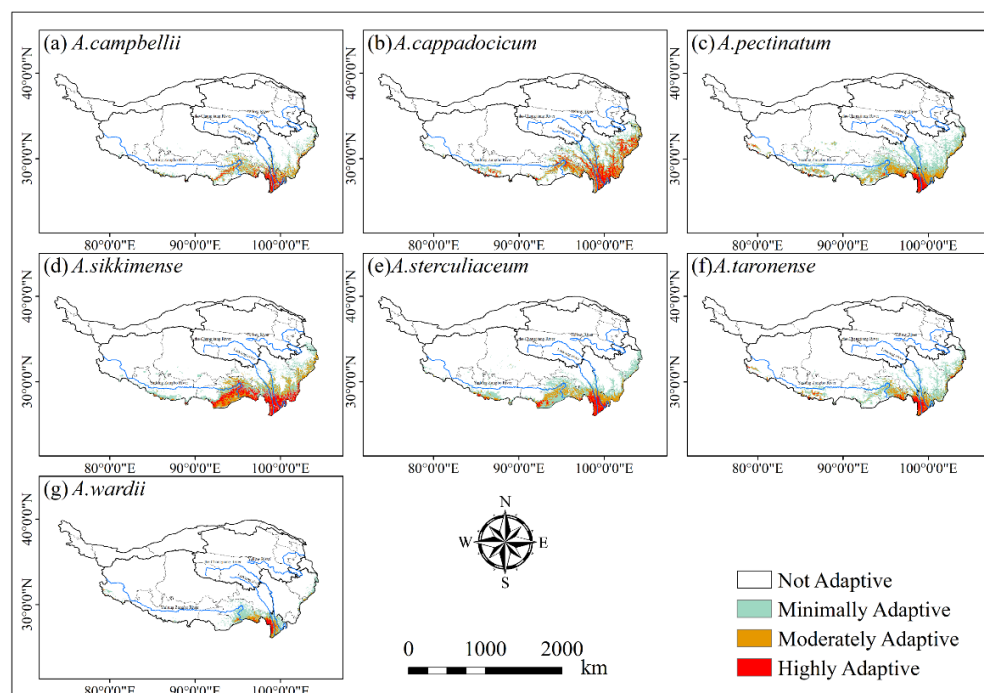 (a) A.campbellii
(b) A.cappadocicum
(c) A.pectinatum
40°0'0"N
30°0'0"N
40°0'0"N
30°0'0"N
40°0'0"N
30°0'0"N
80°0'0"E 90°0'0"E 100°0'0"E
80°0'0"E 90°0'0"E 100°0'0"E
80°0'0"E 90°0'0"E 100°0'0"E
(d) A.sikkimense
(e) A.sterculiaceum
(f) A.taronense
40°0'0"N
30°0'0"N
40°0'0"N
30°0'0"N
40°0'0"N
30°0'0"N
80°0'0"E 90°0'0"E 100°0'0"E
80°0'0"E 90°0'0"E 100°0'0"E
80°0'0"E 90°0'0"E 100°0'0"E
(g) A.wardii
40°0'0"N
30°0'0"N
80°0'0"E 90°0'0"E 100°0'0"E
N
W E
S
0 1000 2000
km
Not Adaptive
Minimally Adaptive
Moderately Adaptive
Highly Adaptive